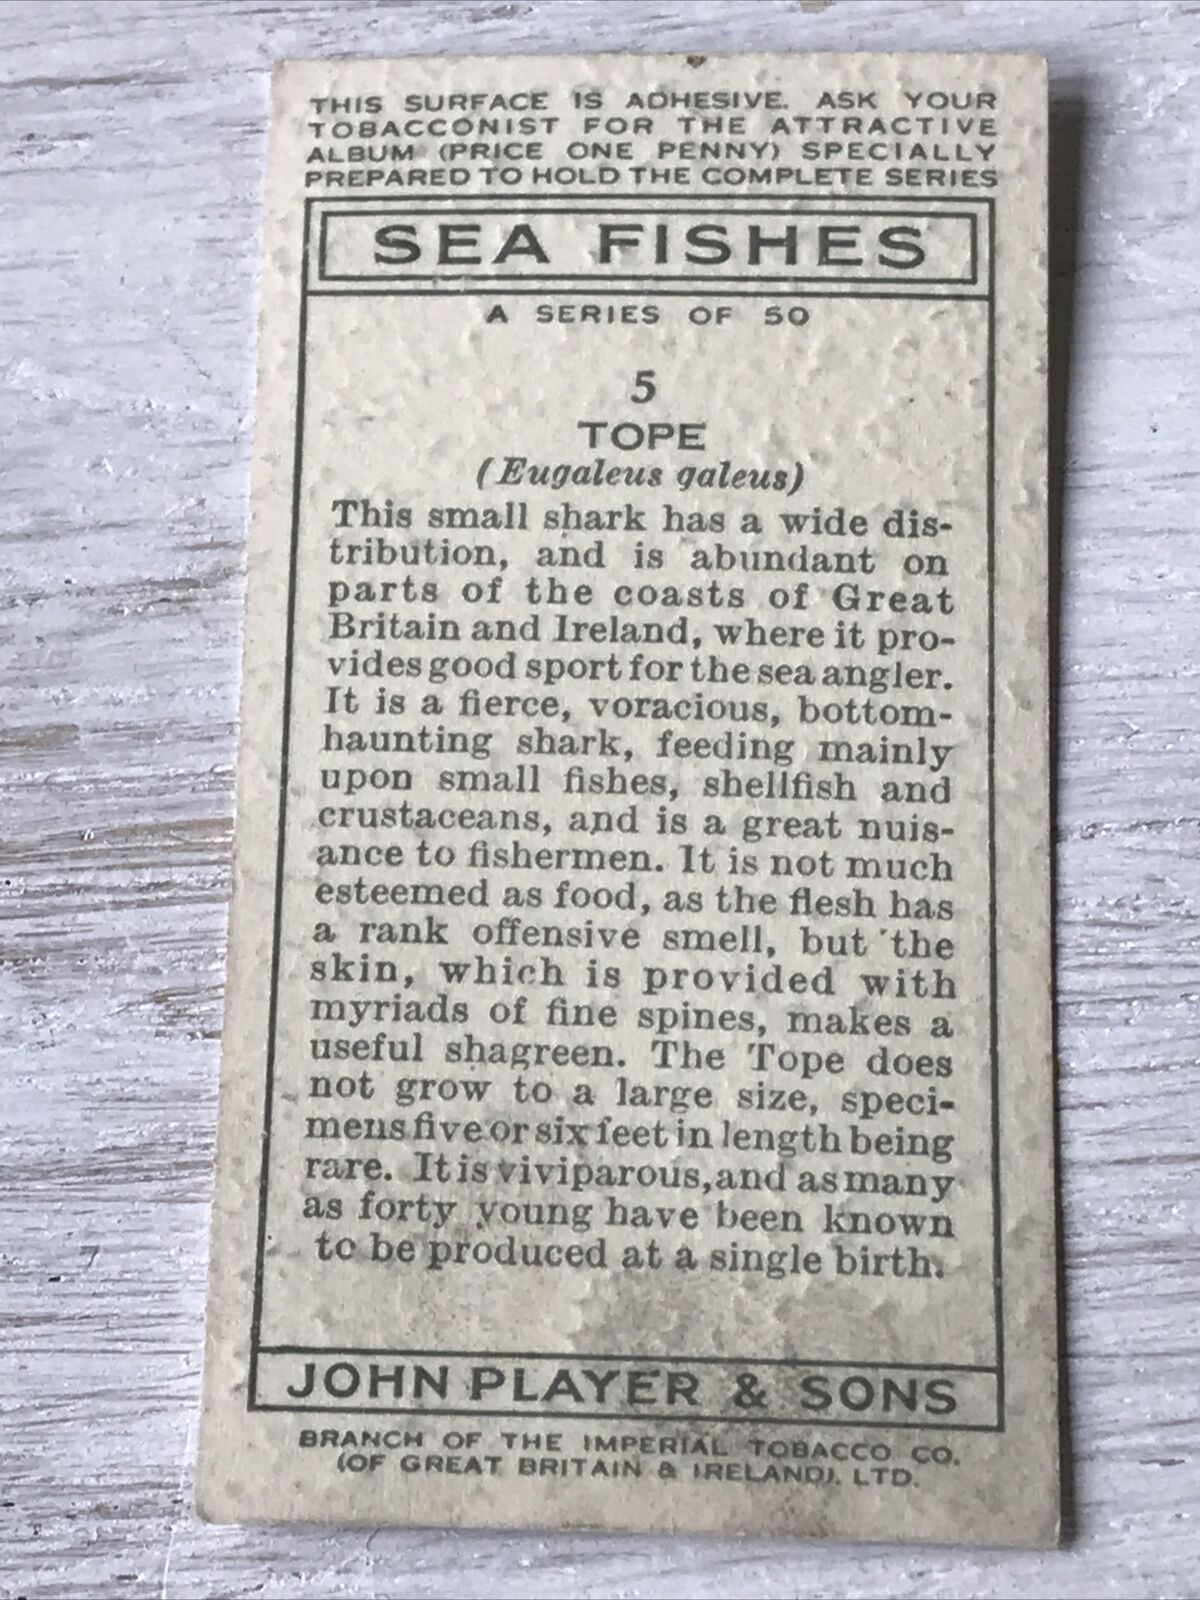 THIS SURFACE IS ADHESIVE. ASK YOUR
TOBACCONIST FOR THE ATTRACTIVE
ALBUM (PRICE ONE PENNY) SPECIALLY
PREPARED TO HOLD THE COMPLETE SERIES
SEA FISHES
A SERIES OF 50
5
TOPE
(Eugaleus galeus)
This small shark has a wide dis-
tribution, and is abundant on
parts of the coasts of Great
Britain and Ireland, where it pro-
vides good sport for the sea angler.
It is a fierce, voracious, bottom-
haunting shark, feeding mainly
upon small fishes, shellfish and
crustaceans, and is a great nuis-
ance to fishermen. It is not much
esteemed as food, as the flesh has
a rank offensive smell, but the
skin, which is provided with
myriads of fine spines, makes a
useful shagreen. The Tope does
not grow to a large size, speci-
mens five or six feet in length being
rare. It is viviparous, and as many
as forty young have been known
to be produced at a single birth.
JOHN PLAYER & SONS
BRANCH OF THE IMPERIAL TOBACCO CO.
(OF GREAT BRITAIN & IRELAND), LTD.